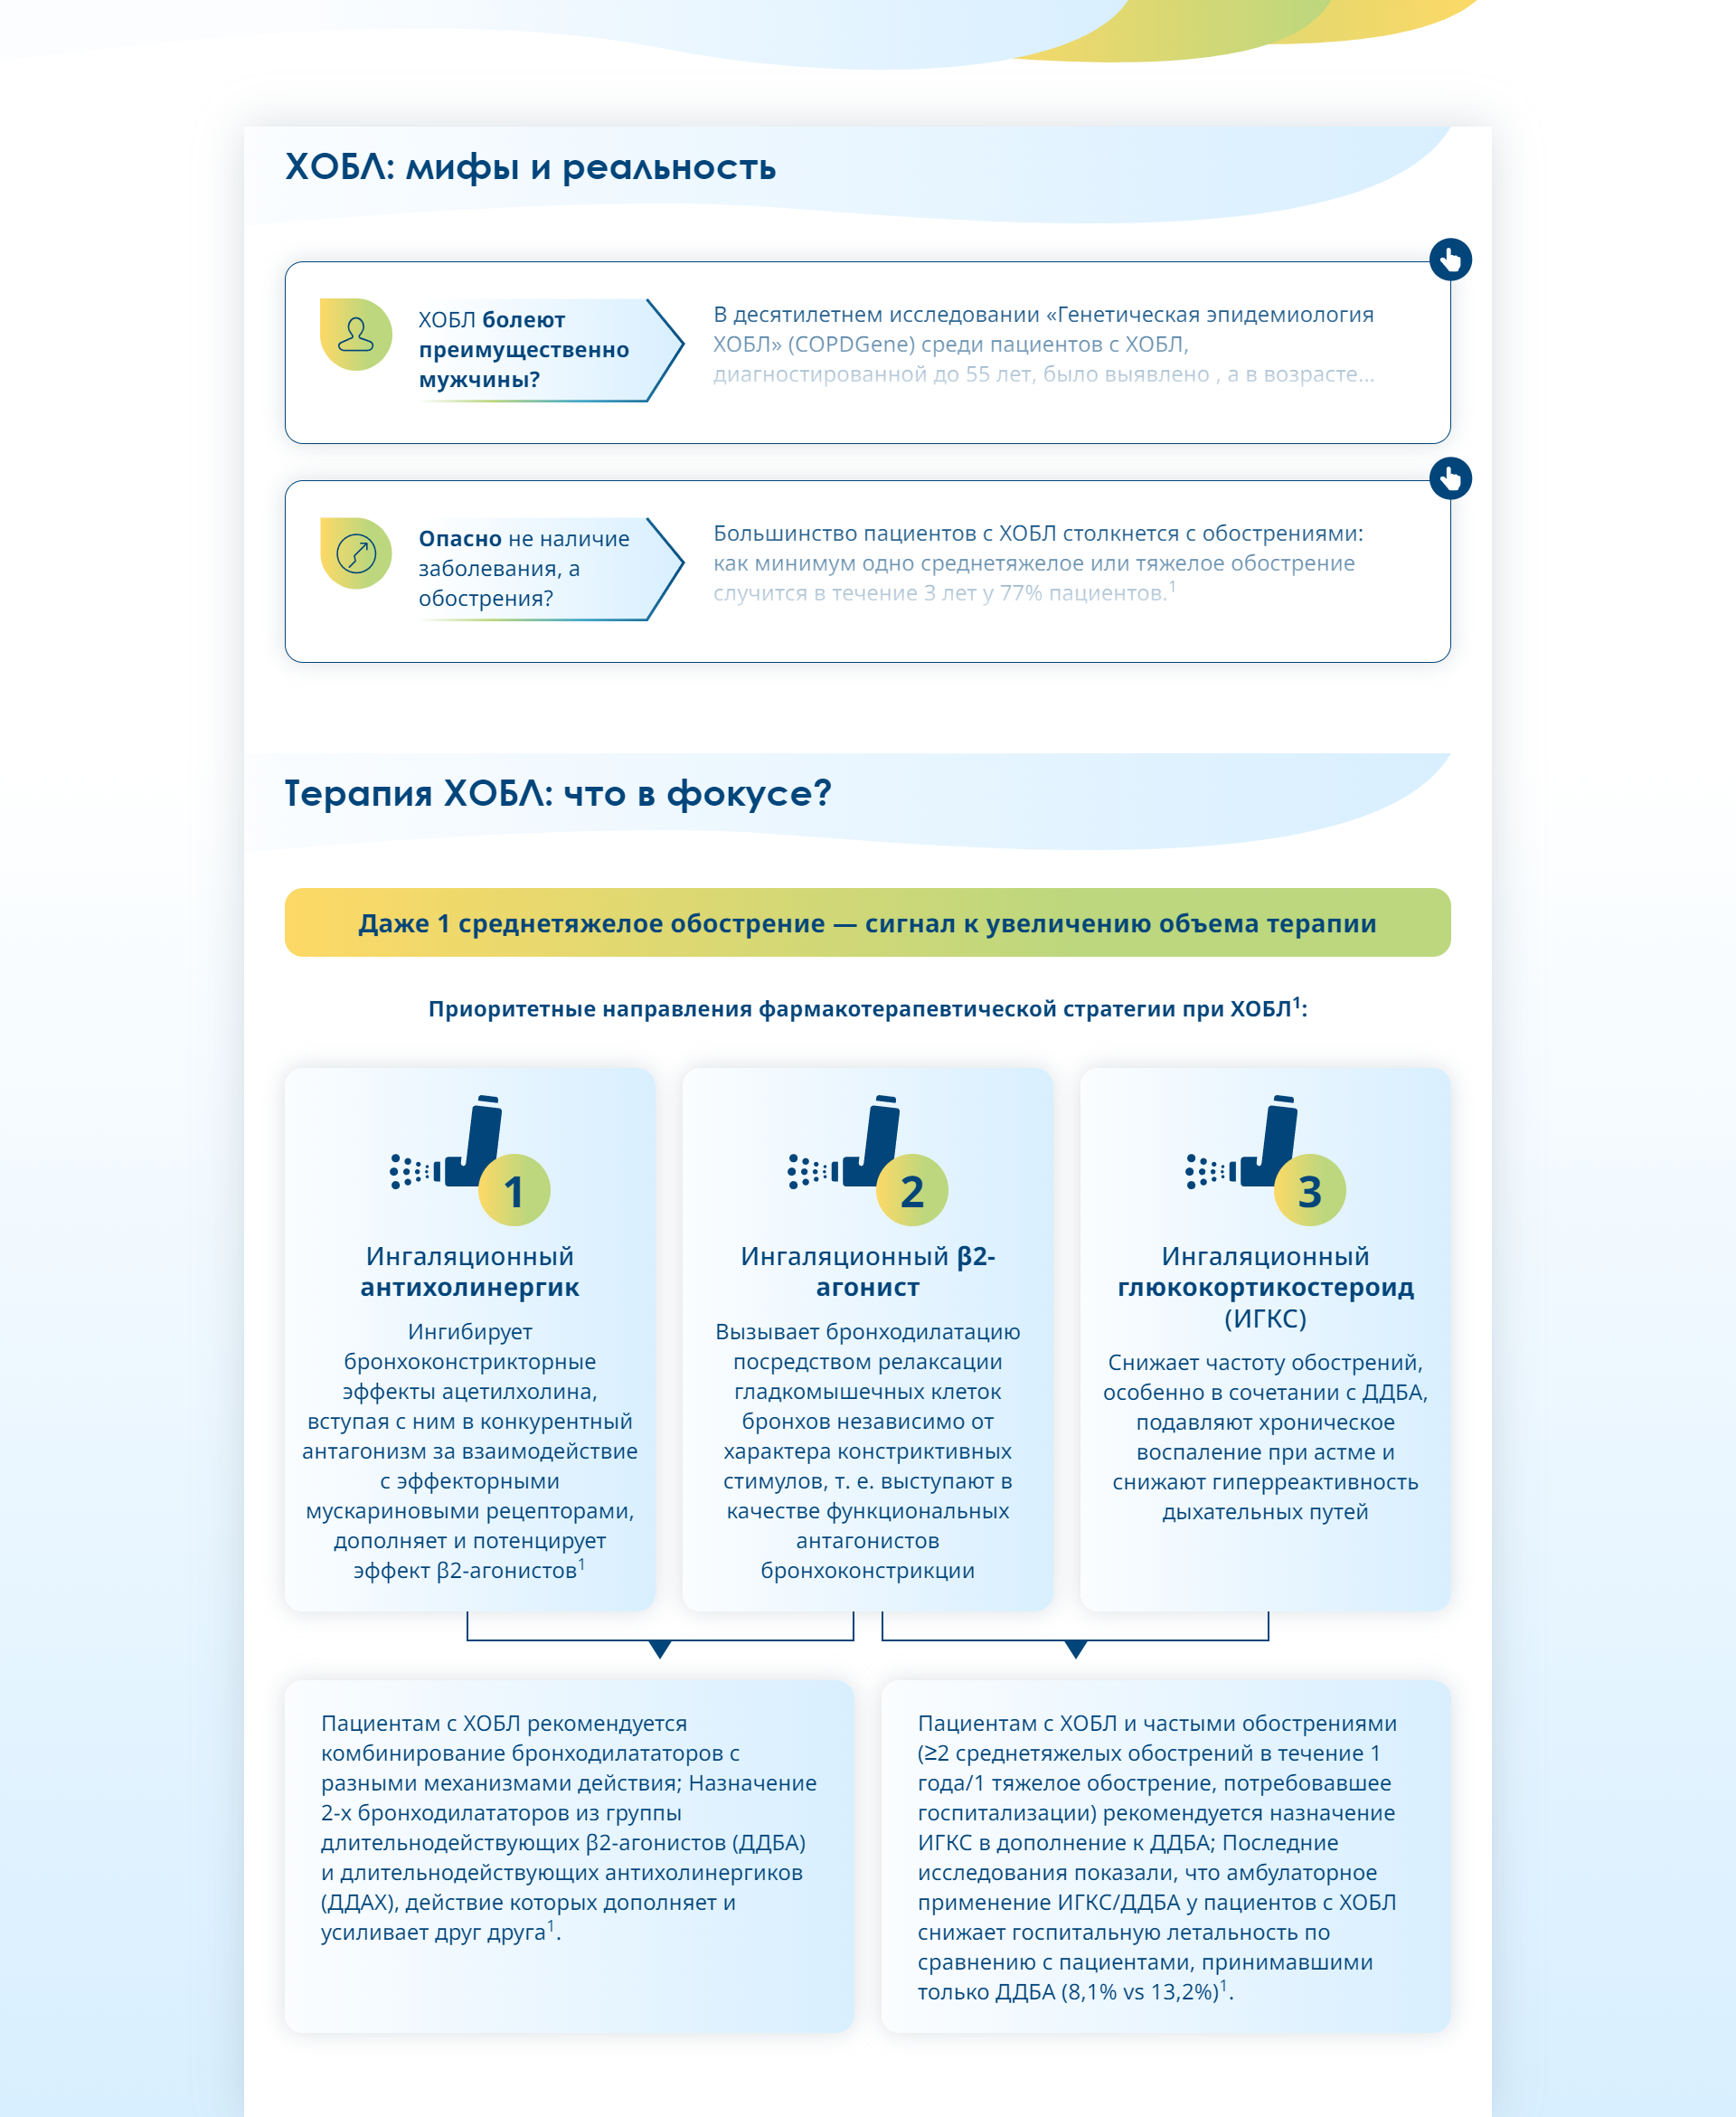 ХОБЛ: мифы и реальность
ХОБЛ болеют
преимущественно
мужчины?
В десятилетнем исследовании «Генетическая эпидемиология
ХОБЛ» (COPDGene) среди пациентов с ХОБЛ,
диагностированной до 55 лет, было выявлено , а в возрасте...
Опасно не наличие
заболевания, а
обострения?
Большинство пациентов с ХОБЛ столкнется с обострениями:
как минимум одно среднетяжелое или тяжелое обострение
случится в течение 3 лет у 77% пациентов.¹
Терапия ХОБЛ: что в фокусе?
Даже 1 среднетяжелое обострение — сигнал к увеличению объема терапии
Приоритетные направления фармакотерапевтической стратегии при ХОБЛ¹:
1
Ингаляционный
антихолинергик
Ингибирует
бронхоконстрикторные
эффекты ацетилхолина,
вступая с ним в конкурентный
антагонизм за взаимодействие
с эффекторными
мускариновыми рецепторами,
дополняет и потенцирует
эффект β2-агонистов¹
2
Ингаляционный β2-
агонист
Вызывает бронходилатацию
посредством релаксации
гладкомышечных клеток
бронхов независимо от
характера констриктивных
стимулов, т. е. выступают в
качестве функциональных
антагонистов
бронхоконстрикции
3
Ингаляционный
глюкокортикостероид
(ИГКС)
Снижает частоту обострений,
особенно в сочетании с ДДБА,
подавляют хроническое
воспаление при астме и
снижают гиперреактивность
дыхательных путей
Пациентам с ХОБЛ рекомендуется
комбинирование бронходилататоров с
разными механизмами действия; Назначение
2-х бронходилататоров из группы
длительнодействующих β2-агонистов (ДДБА)
и длительнодействующих антихолинергиков
(ДДАХ), действие которых дополняет и
усиливает друг друга¹.
Пациентам с ХОБЛ и частыми обострениями
(≥2 среднетяжелых обострений в течение 1
года/1 тяжелое обострение, потребовавшее
госпитализации) рекомендуется назначение
ИГКС в дополнение к ДДБА; Последние
исследования показали, что амбулаторное
применение ИГКС/ДДБА у пациентов с ХОБЛ
снижает госпитальную летальность по
сравнению с пациентами, принимавшими
только ДДБА (8,1% vs 13,2%)¹.